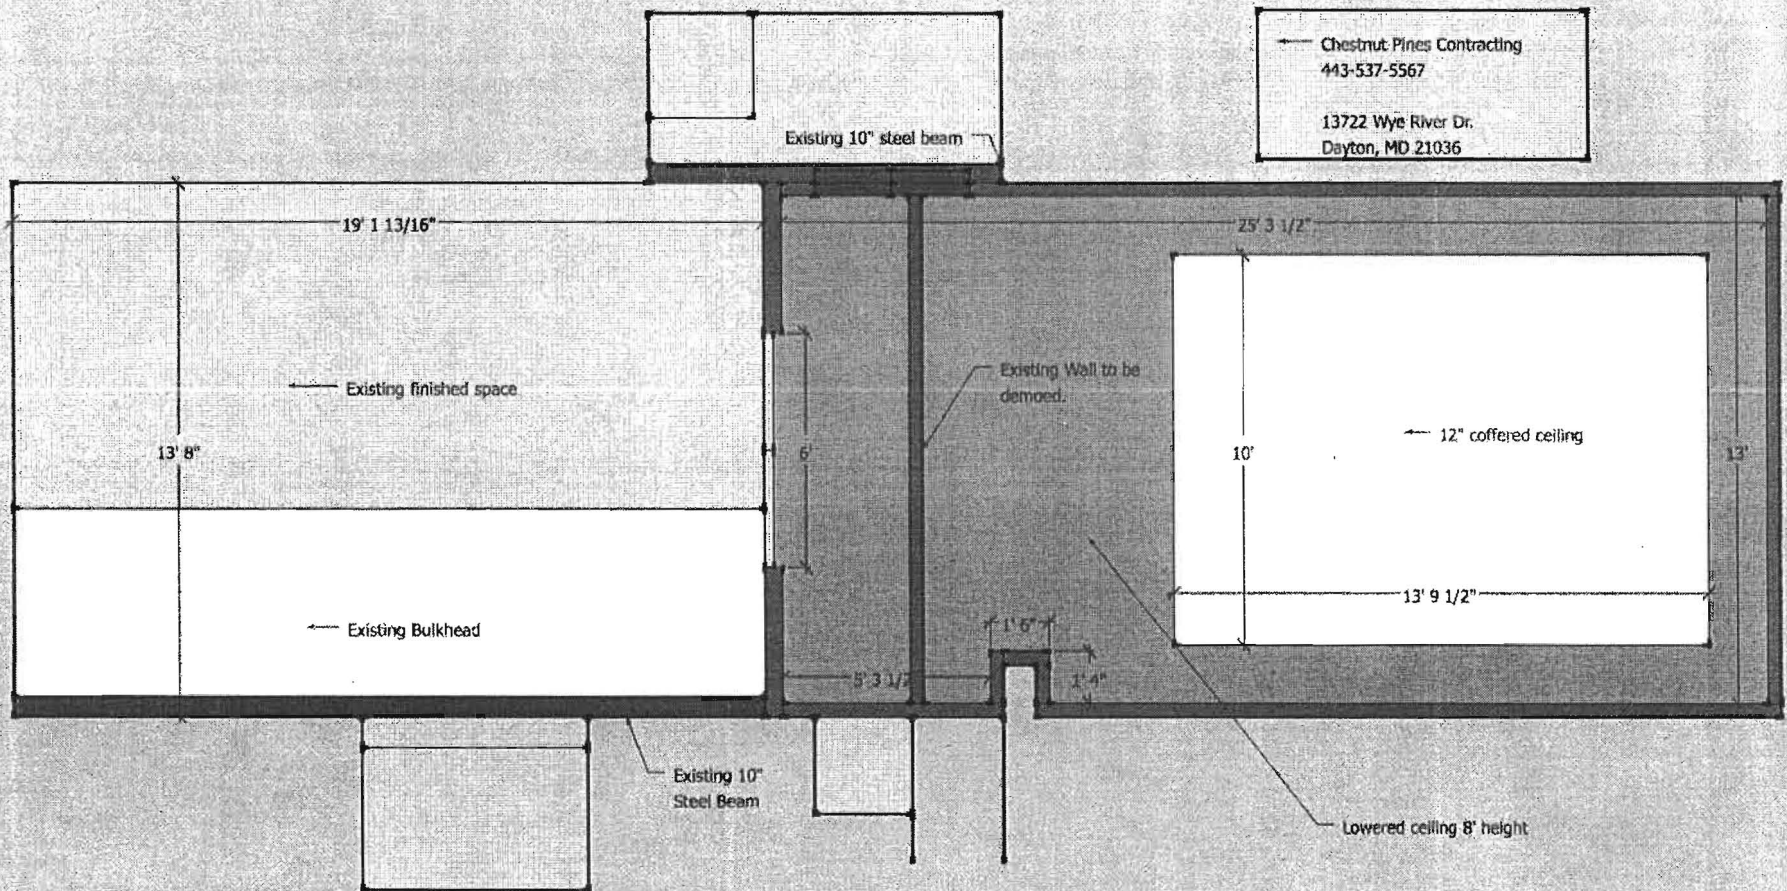 Chestnut Pines Contracting
443-537-5567
13722 Wye River Dr.
Dayton, MD 21036
Existing 10" steel beam
19' 1 13/16"
25' 3 1/2"
Existing finished space
Existing Wall to be
demoed.
12" coffered ceiling
13' 8"
6'
10'
13'
13' 9 1/2"
1' 6"
Existing Bulkhead
5' 3 1/2
1' 4"
Existing 10"
Steel Beam
Lowered ceiling 8' height